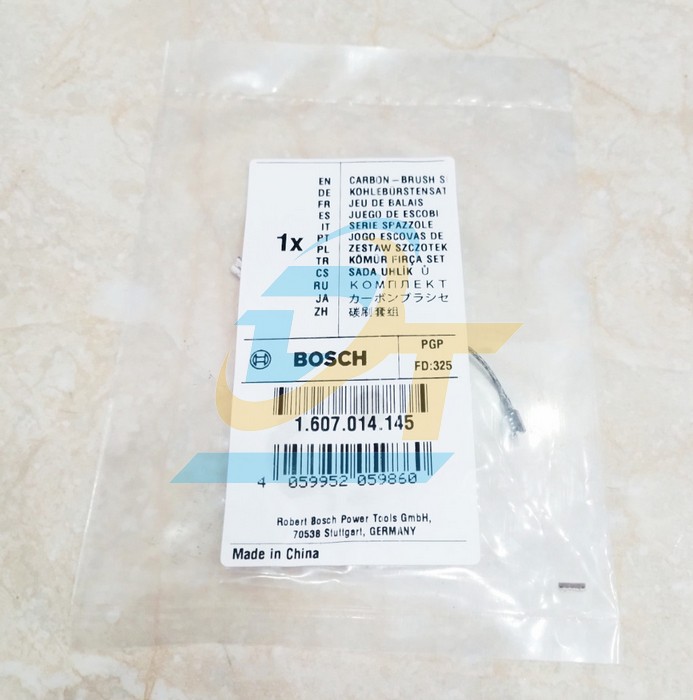 1x
EN CARBON-BRUSH S
DE KOHLEBÜRSTENSAT
FR JEU DE BALAIS
ES JUEGO DE ESCOBI
IT SERIE SPAZZOLE
PT JOGO ESCOVAS DE
PL ZESTAW SZCZOTEK
TR KÖMÜR FIRÇA SET
CS SADA UHLÍK Ů
RU КОМПЛЕКТ
JA カーボンブラシセ
ZH 碳刷套组
BOSCH
PGP
FD:325
1.607.014.145
4 059952 059860
Robert Bosch Power Tools GmbH,
70538 Stuttgart, GERMANY
Made in China